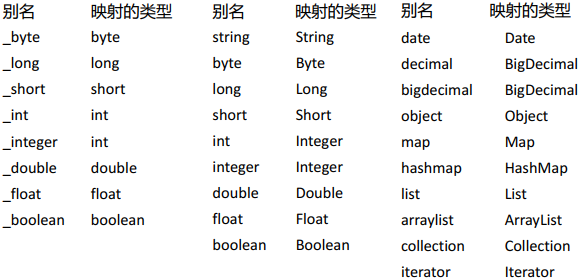 别名 映射的类型 别名 映射的类型 别名 映射的类型
_byte byte string String date Date
_long long byte Byte decimal BigDecimal
_short short long Long bigdecimal BigDecimal
_int int short Short object Object
_integer int int Integer map Map
_double double integer Integer hashmap HashMap
_float float double Double list List
_boolean boolean float Float arraylist ArrayList
boolean Boolean collection Collection
iterator Iterator